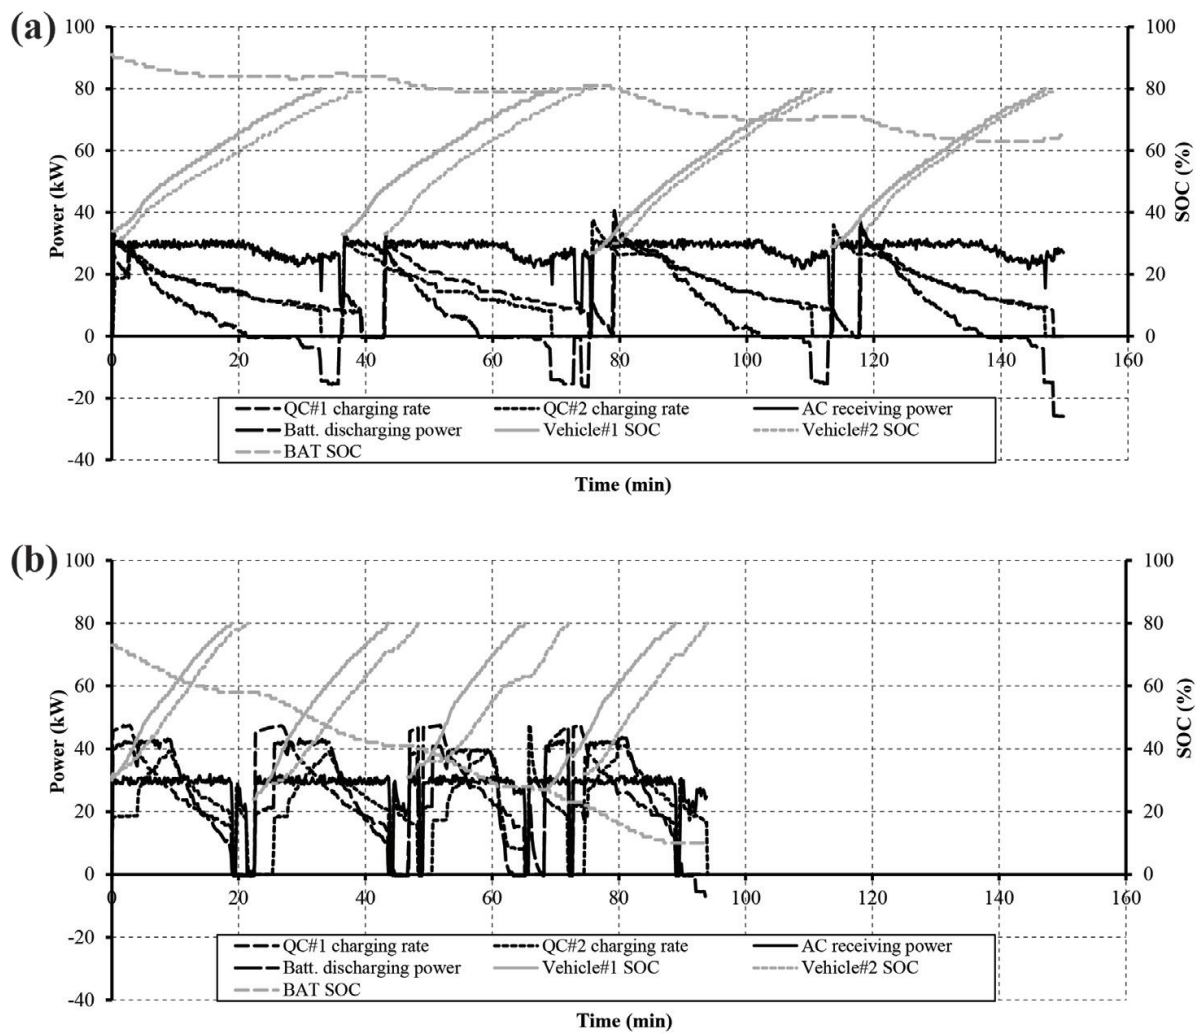 (a)
100 100
80 80
60 60
40 40
20 20
0 0
-20
-40
Power (kW)
SOC (%)
0 20 40 60 80 100 120 140 160
QC#1 charging rate QC#2 charging rate AC receiving power
Batt. discharging power Vehicle#1 SOC Vehicle#2 SOC
BAT SOC
Time (min)
(b)
100 100
80 80
60 60
40 40
20 20
0 0
-20
-40
Power (kW)
SOC (%)
0 20 40 60 80 100 120 140 160
QC#1 charging rate QC#2 charging rate AC receiving power
Batt. discharging power Vehicle#1 SOC Vehicle#2 SOC
BAT SOC
Time (min)